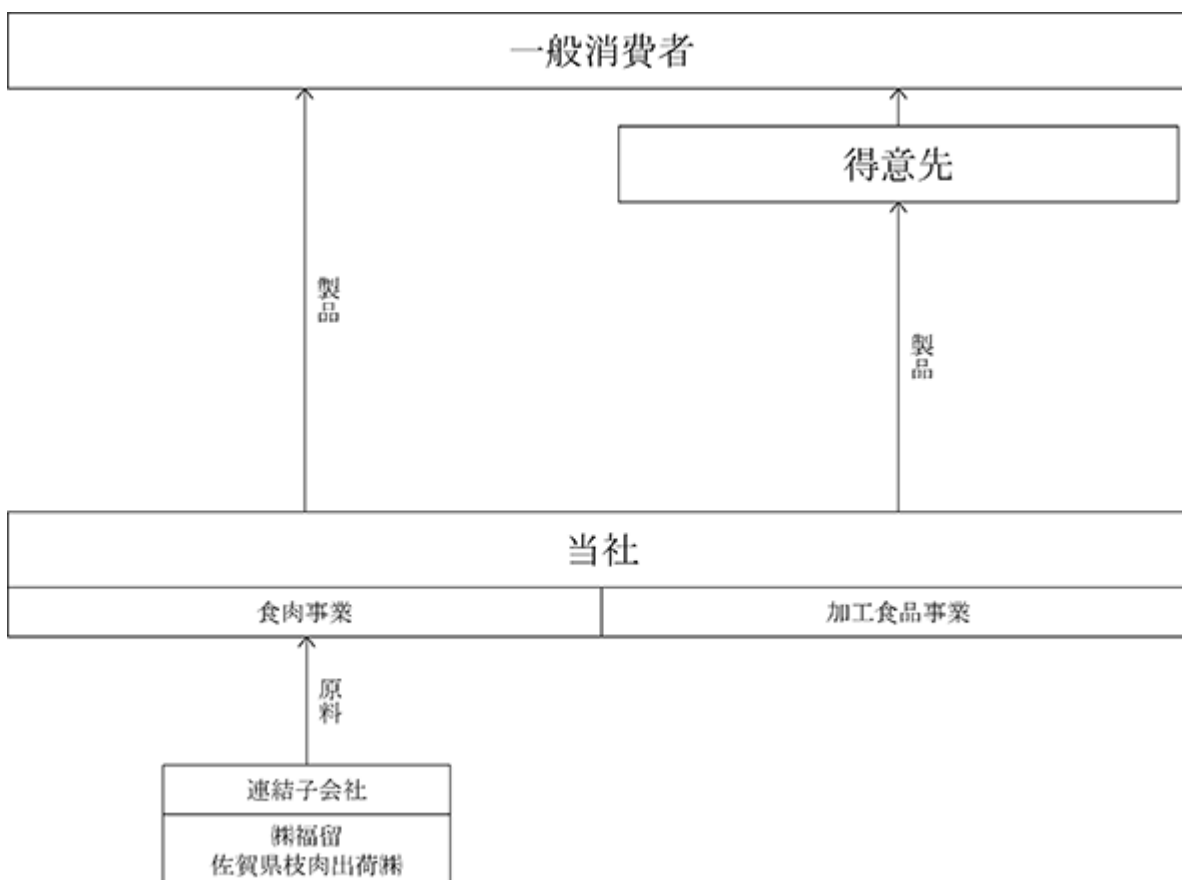 一般消費者
得意先
製品
製品
当社
食肉事業
加工食品事業
原料
連結子会社
㈱福留
佐賀県枝肉出荷㈱